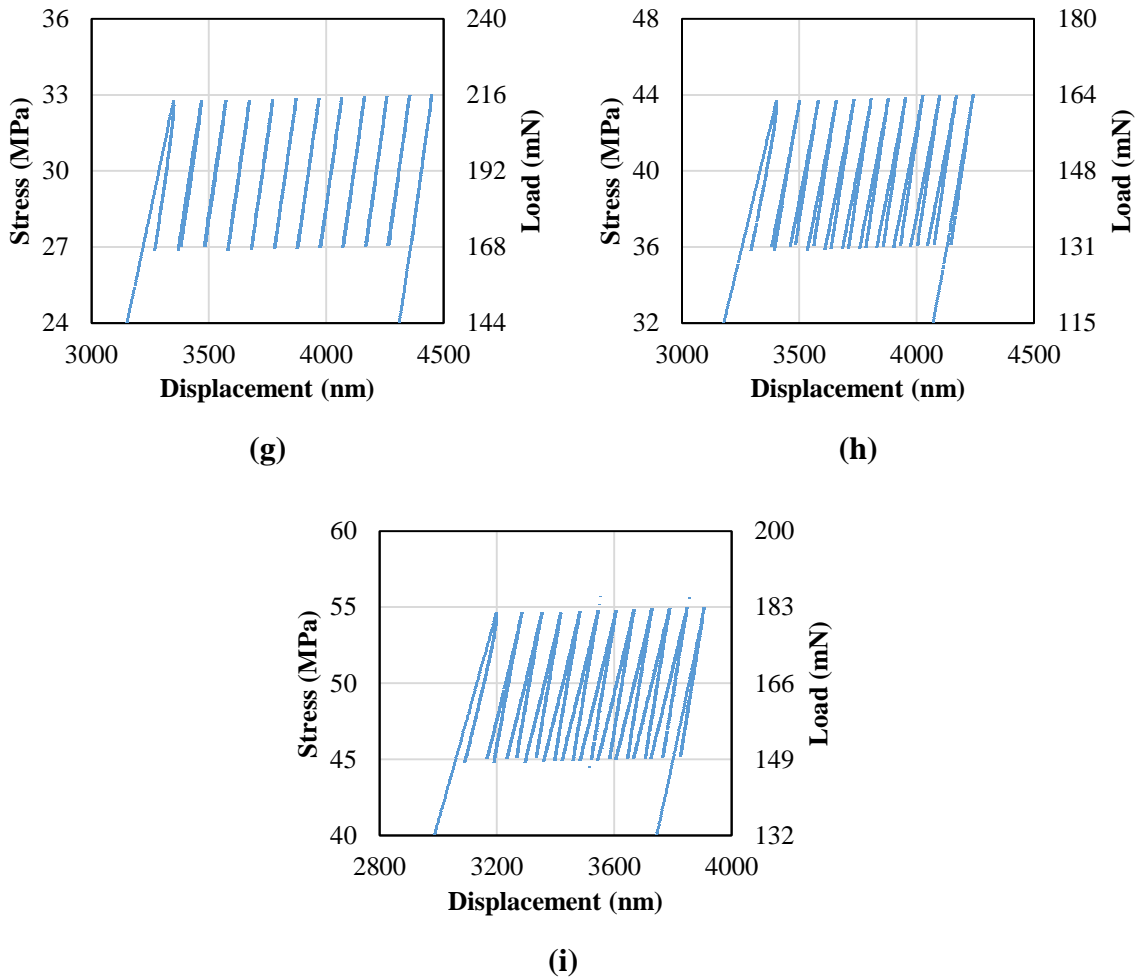 36
33
30
27
24
Stress (MPa)
240
216
192
168
144
Load (mN)
3000 3500 4000 4500
Displacement (nm)
(g)
48
44
40
36
32
Stress (MPa)
180
164
148
131
115
Load (mN)
3000 3500 4000 4500
Displacement (nm)
(h)
60
55
50
45
40
Stress (MPa)
200
183
166
149
132
Load (mN)
2800 3200 3600 4000
Displacement (nm)
(i)